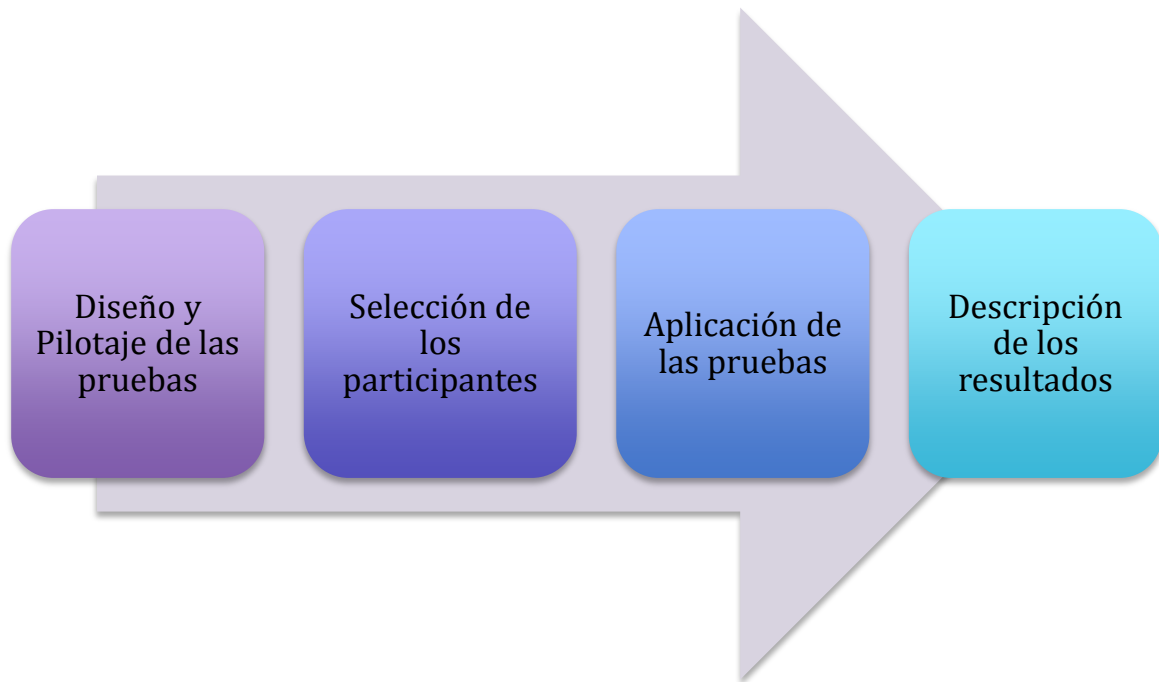 Diseño y
Pilotaje de las
pruebas
Selección de
los
participantes
Aplicación de
las pruebas
Descripción
de los
resultados